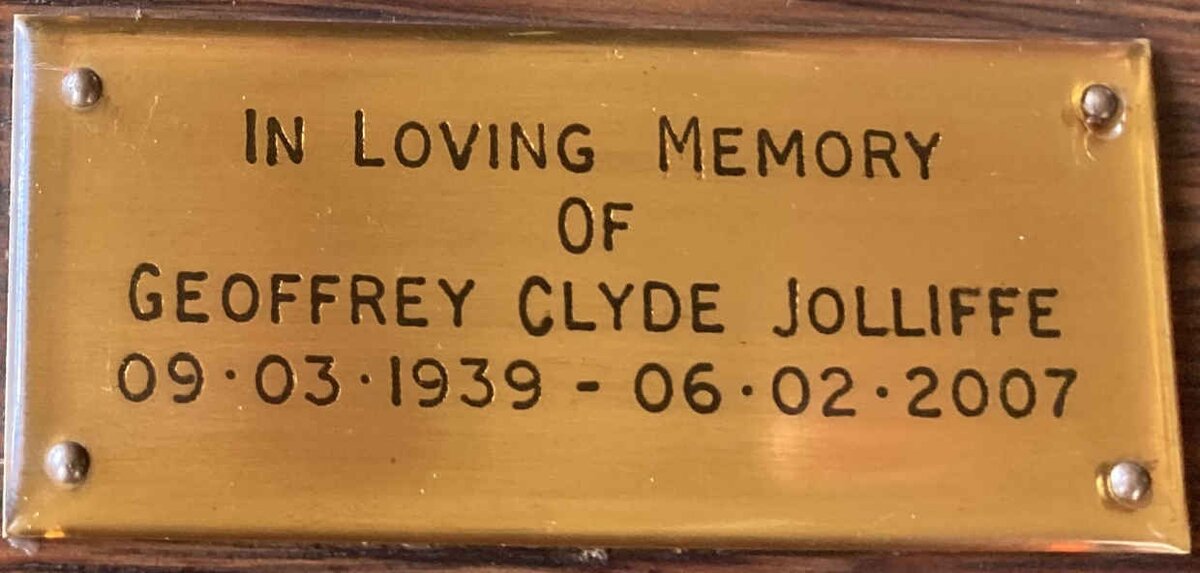 IN LOVING MEMORY
OF
GEOFFREY CLYDE JOLLIFFE
09·03·1939 - 06·02·2007